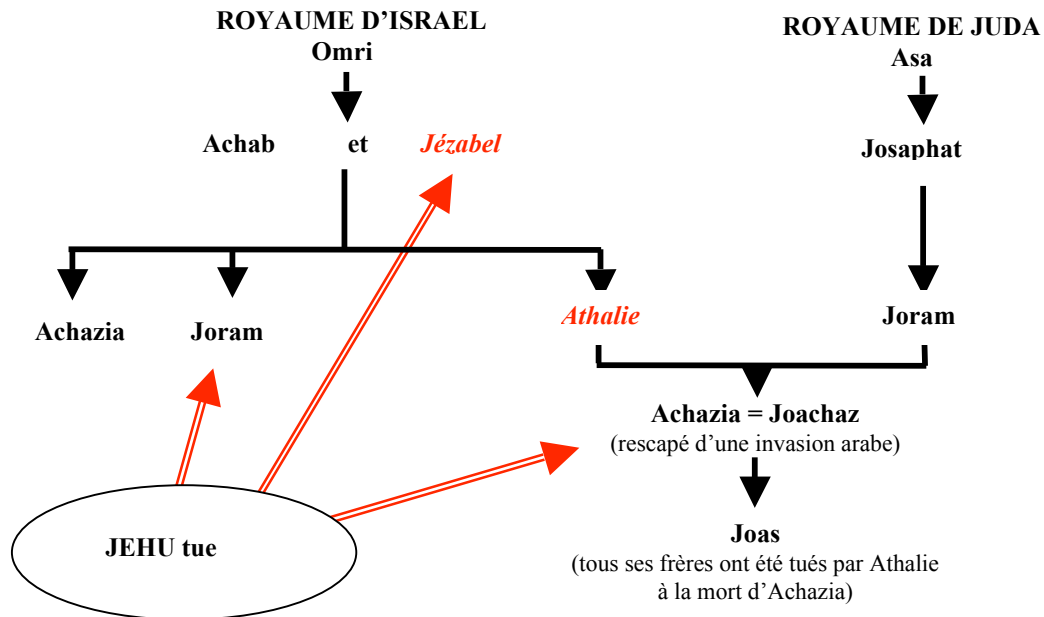 ROYAUME D'ISRAEL
Omri
ROYAUME DE JUDA
Asa
Achab et Jézabel
Josaphat
Achazia Joram Athalie Joram
Achazia = Joachaz
(rescapé d'une invasion arabe)
JEHU tue
Joas
(tous ses frères ont été tués par Athalie
à la mort d'Achazia)